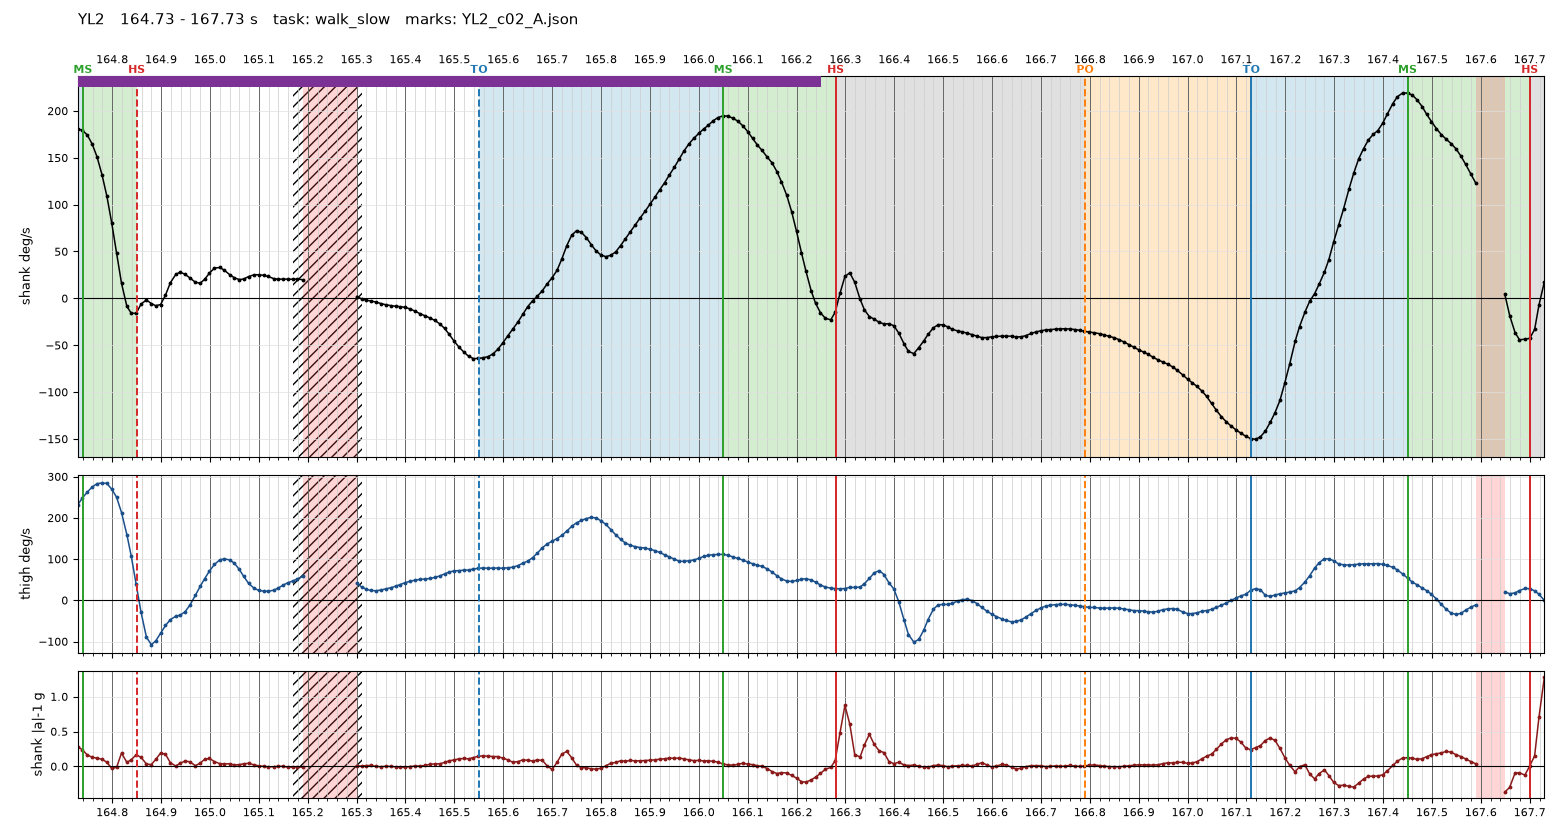 YL2   164.73 - 167.73 s   task: walk_slow   marks: YL2_c02_A.json
164.8 164.9 165.0 165.1 165.2 165.3 165.4 165.5 165.6 165.7 165.8 165.9 166.0 166.1 166.2 166.3 166.4 166.5 166.6 166.7 166.8 166.9 167.0 167.1 167.2 167.3 167.4 167.5 167.6 167.7
MS HS TO MS HS PO TO MS HS
shank deg/s
200
150
100
50
0
−50
−100
−150
thigh deg/s
300
200
100
0
−100
shank |a|-1 g
1.0
0.5
0.0
164.8 164.9 165.0 165.1 165.2 165.3 165.4 165.5 165.6 165.7 165.8 165.9 166.0 166.1 166.2 166.3 166.4 166.5 166.6 166.7 166.8 166.9 167.0 167.1 167.2 167.3 167.4 167.5 167.6 167.7